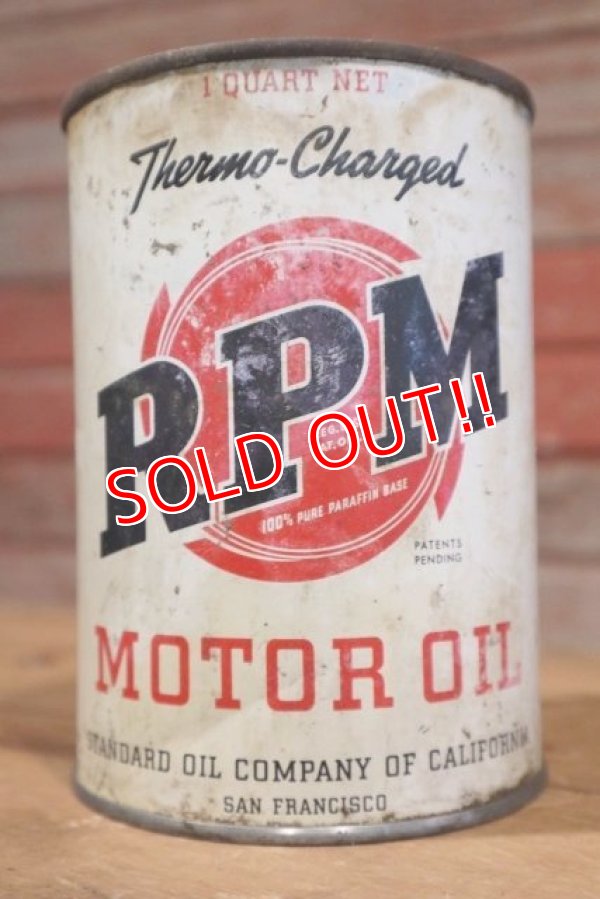 1 QUART NET
Thermo-Charged
RPM
SOLD OUT!!
100% PURE PARAFFIN BASE
PATENTS
PENDING
MOTOR OIL
STANDARD OIL COMPANY OF CALIFORNIA
SAN FRANCISCO